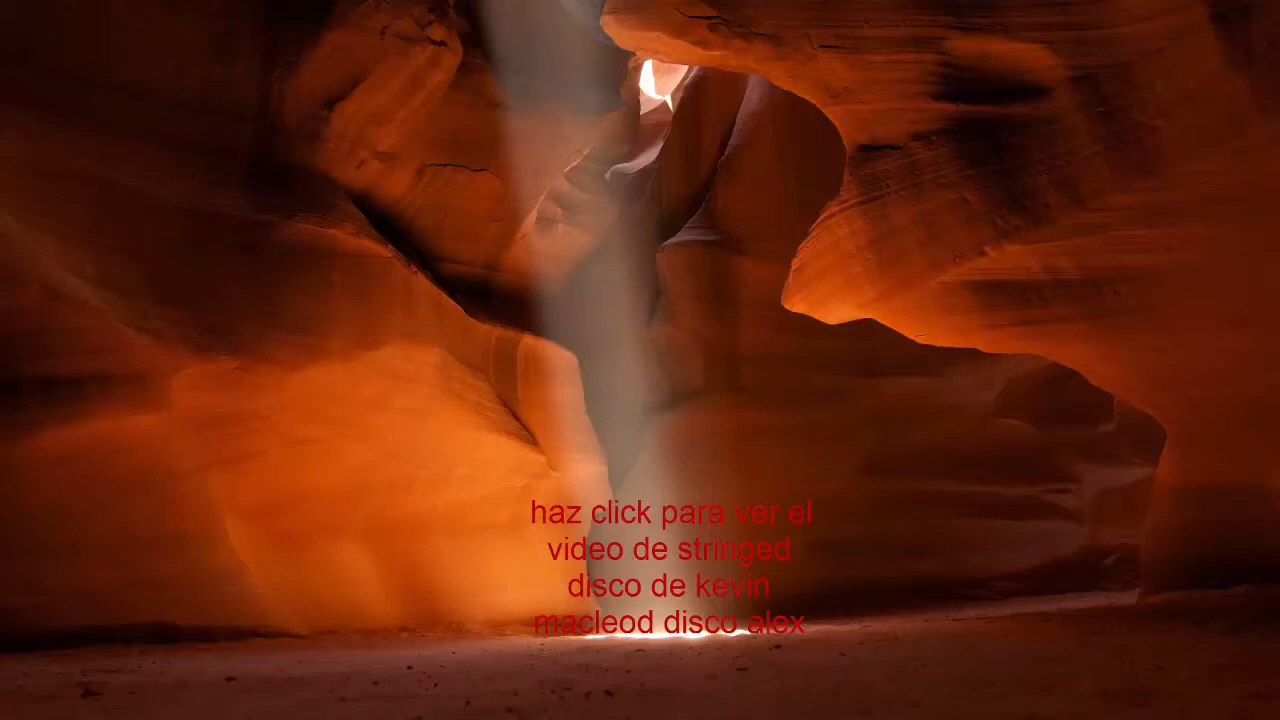 haz click para ver el
video de stringed
disco de kevin
macleod disco alex